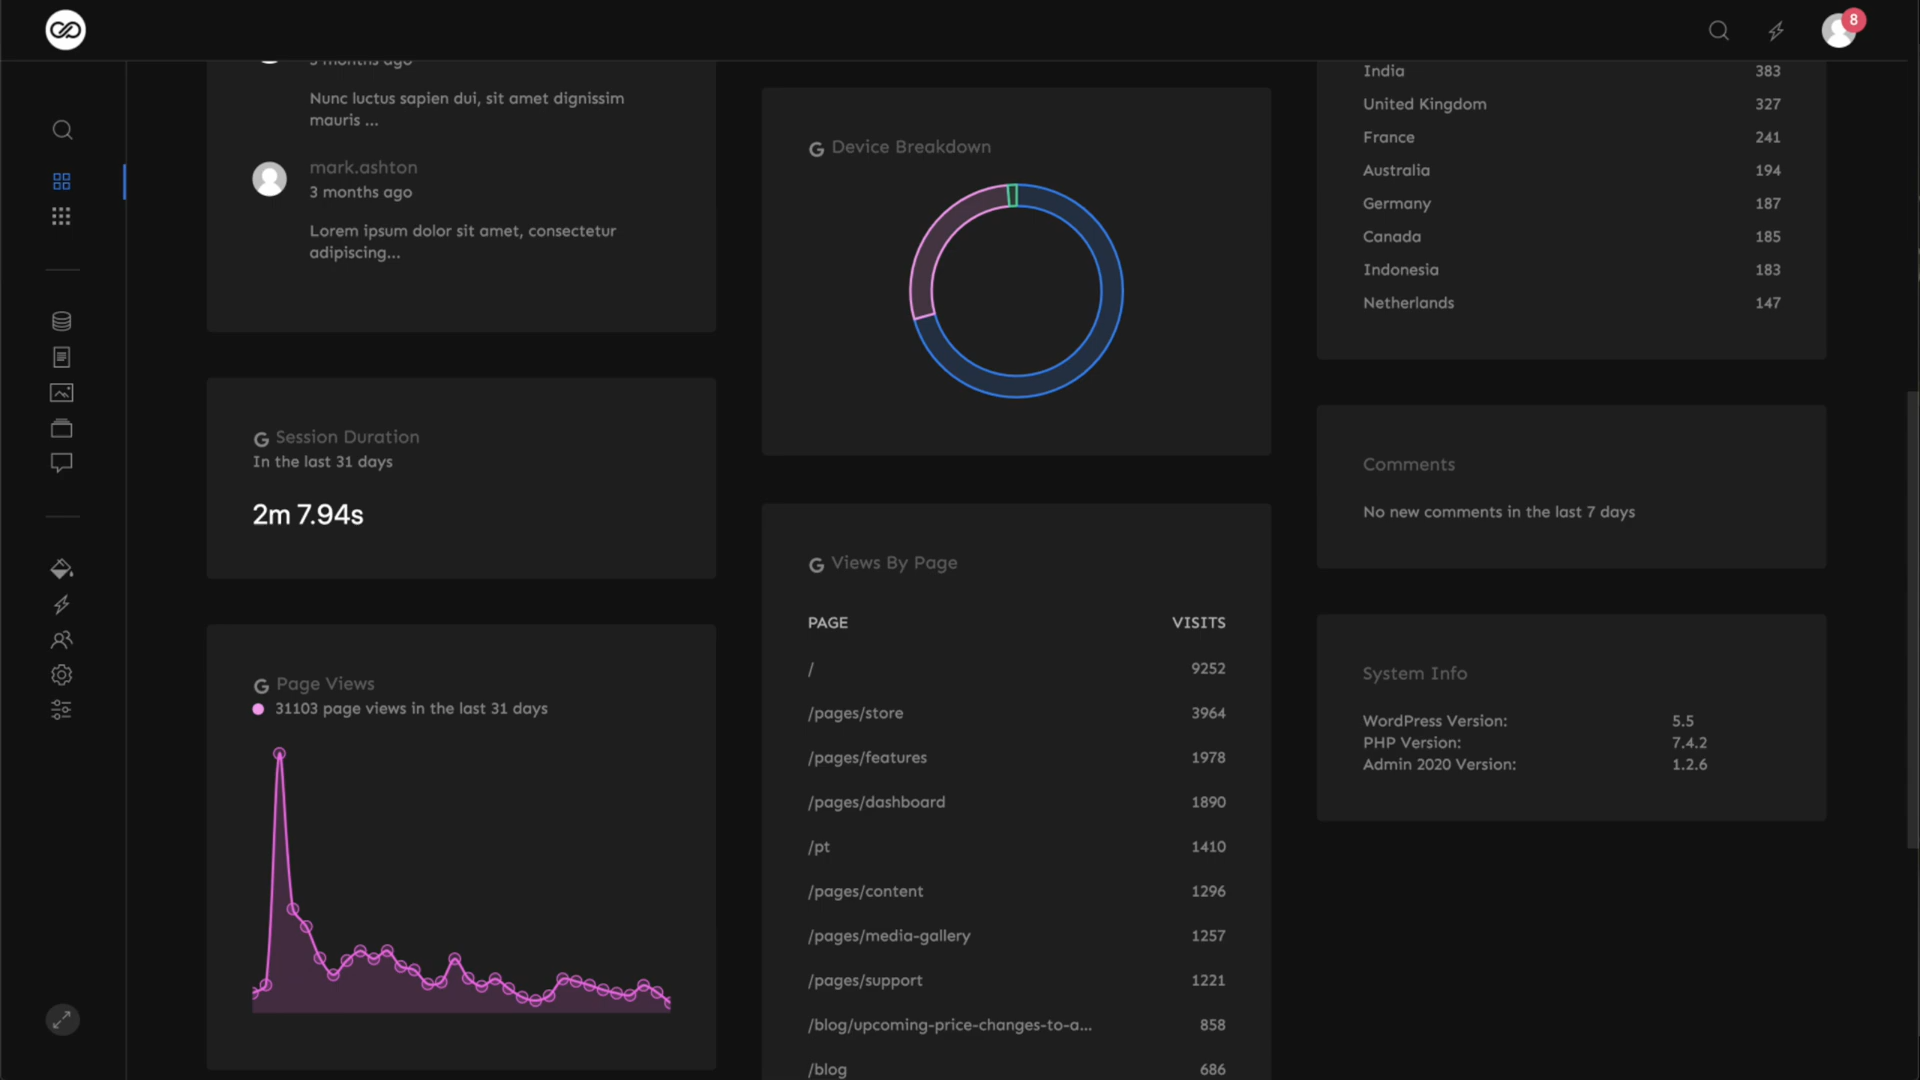 8
3 months ago
Nunc luctus sapien dui, sit amet dignissim
mauris ...
mark.ashton
3 months ago
Lorem ipsum dolor sit amet, consectetur
adipiscing...
Session Duration
In the last 31 days
2m 7.94s
Page Views
31103 page views in the last 31 days
Device Breakdown
Views By Page
PAGE VISITS
/ 9252
/pages/store 3964
/pages/features 1978
/pages/dashboard 1890
/pt 1410
/pages/content 1296
/pages/media-gallery 1257
/pages/support 1221
/blog/upcoming-price-changes-to-a... 858
/blog 686
India 383
United Kingdom 327
France 241
Australia 194
Germany 187
Canada 185
Indonesia 183
Netherlands 147
Comments
No new comments in the last 7 days
System Info
WordPress Version: 5.5
PHP Version: 7.4.2
Admin 2020 Version: 1.2.6